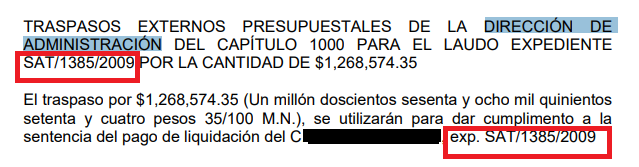 TRASPASOS EXTERNOS PRESUPUESTALES DE LA DIRECCIÓN DE
ADMINISTRACIÓN DEL CAPÍTULO 1000 PARA EL LAUDO EXPEDIENTE
SAT/1385/2009 POR LA CANTIDAD DE $1,268,574.35
El traspaso por $1,268,574.35 (Un millón doscientos sesenta y ocho mil quinientos
setenta y cuatro pesos 35/100 M.N.), se utilizarán para dar cumplimento a la
sentencia del pago de liquidación del C exp. SAT/1385/2009